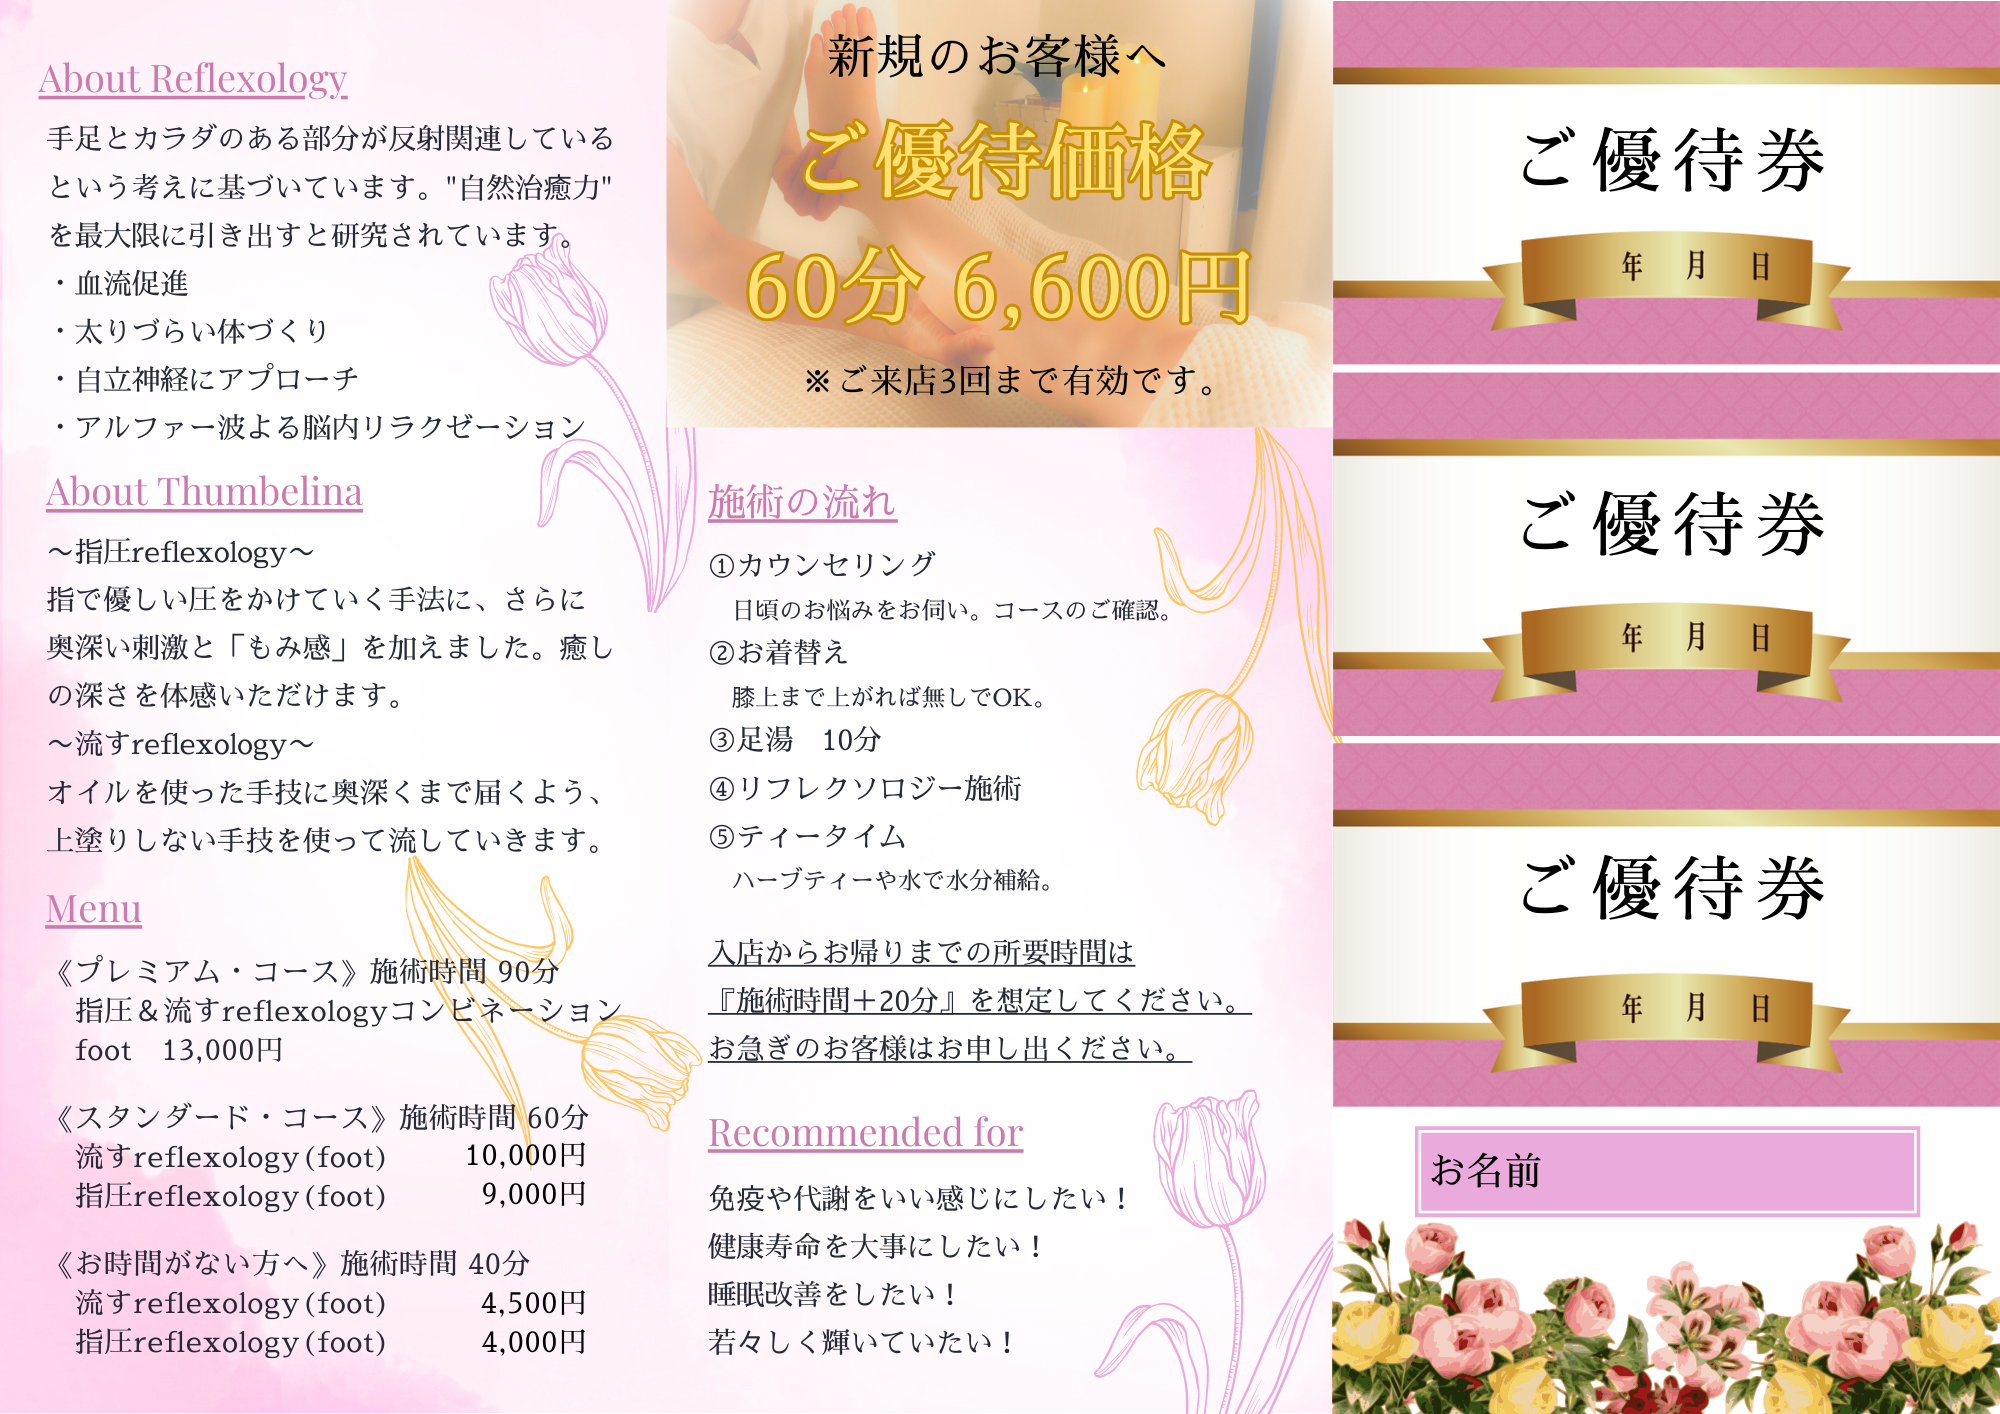 About Reflexology
手足とカラダのある部分が反射関連している
という考えに基づいています。"自然治癒力"
を最大限に引き出すと研究されています。
・血流促進
・太りづらい体づくり
・自立神経にアプローチ
・アルファー波よる脳内リラクゼーション
About Thumbelina
～指圧reflexology～
指で優しい圧をかけていく手法に、さらに
奥深い刺激と「もみ感」を加えました。癒し
の深さを体感いただけます。
～流すreflexology～
オイルを使った手技に奥深くまで届くよう、
上塗りしない手技を使って流していきます。
Menu
《プレミアム・コース》施術時間 90分
指圧＆流すreflexologyコンビネーション
foot　13,000円
《スタンダード・コース》施術時間 60分
流すreflexology(foot)　10,000円
指圧reflexology(foot)　9,000円
《お時間がない方へ》施術時間 40分
流すreflexology(foot)　4,500円
指圧reflexology(foot)　4,000円
新規のお客様へ
ご優待価格
60分 6,600円
※ご来店3回まで有効です。
施術の流れ
①カウンセリング
日頃のお悩みをお伺い。コースのご確認。
②お着替え
膝上まで上がれば無しでOK。
③足湯　10分
④リフレクソロジー施術
⑤ティータイム
ハーブティーや水で水分補給。
入店からお帰りまでの所要時間は
『施術時間＋20分』を想定してください。
お急ぎのお客様はお申し出ください。
Recommended for
免疫や代謝をいい感じにしたい！
健康寿命を大事にしたい！
睡眠改善をしたい！
若々しく輝いていたい！
ご優待券
年　月　日
ご優待券
年　月　日
ご優待券
年　月　日
お名前